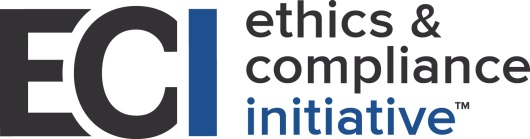 ECI
ethics &
compliance
initiative™